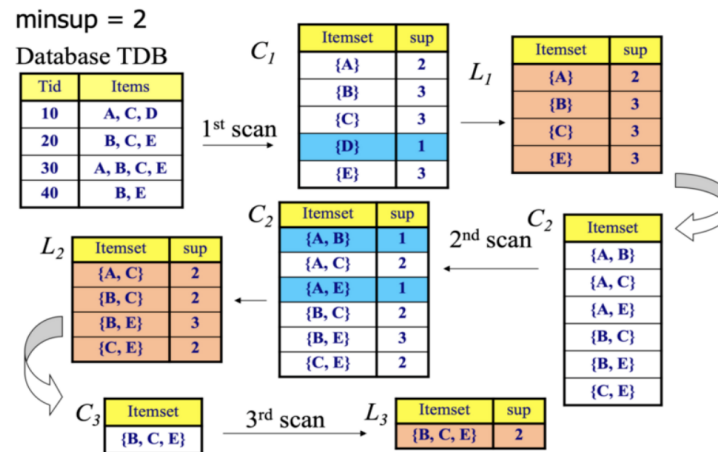 minsup = 2
Database TDB
Tid Items
10 A, C, D
20 B, C, E
30 A, B, C, E
40 B, E
1st scan
C1
Itemset sup
{A} 2
{B} 3
{C} 3
{D} 1
{E} 3
L1
Itemset sup
{A} 2
{B} 3
{C} 3
{E} 3
C2
Itemset
{A, B}
{A, C}
{A, E}
{B, C}
{B, E}
{C, E}
2nd scan
C2
Itemset sup
{A, B} 1
{A, C} 2
{A, E} 1
{B, C} 2
{B, E} 3
{C, E} 2
L2
Itemset sup
{A, C} 2
{B, C} 2
{B, E} 3
{C, E} 2
C3
Itemset
{B, C, E}
3rd scan
L3
Itemset sup
{B, C, E} 2